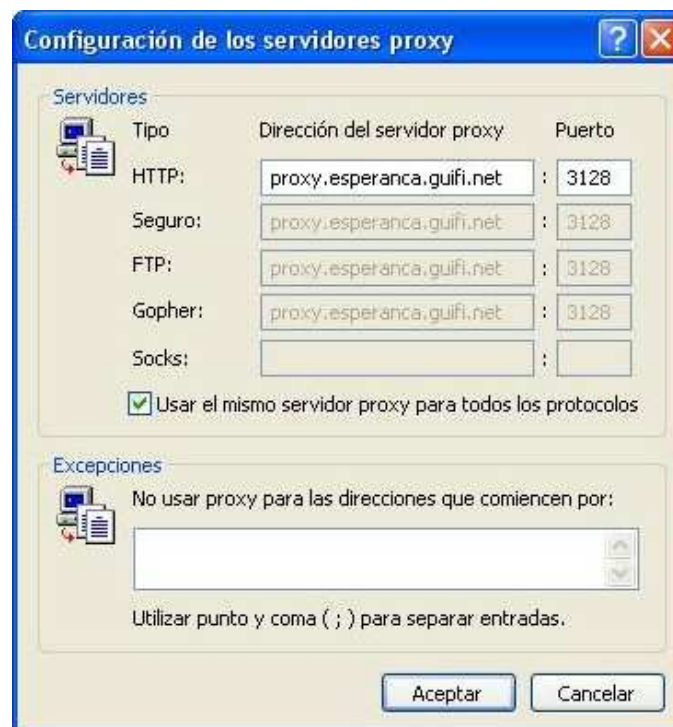 Configuración de los servidores proxy
Servidores
Tipo Dirección del servidor proxy Puerto
HTTP: proxy.esperanca.guifi.net : 3128
Seguro: proxy.esperanca.guifi.net : 3128
FTP: proxy.esperanca.guifi.net : 3128
Gopher: proxy.esperanca.guifi.net : 3128
Socks: :
Usar el mismo servidor proxy para todos los protocolos
Excepciones
No usar proxy para las direcciones que comiencen por:
Utilizar punto y coma ( ; ) para separar entradas.
Aceptar Cancelar